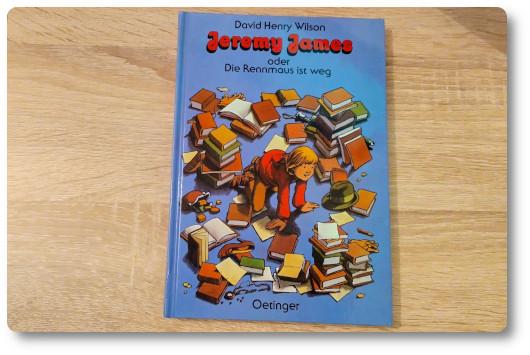 David Henry Wilson
Jeremy James
oder
Die Rennmaus ist weg
Oetinger